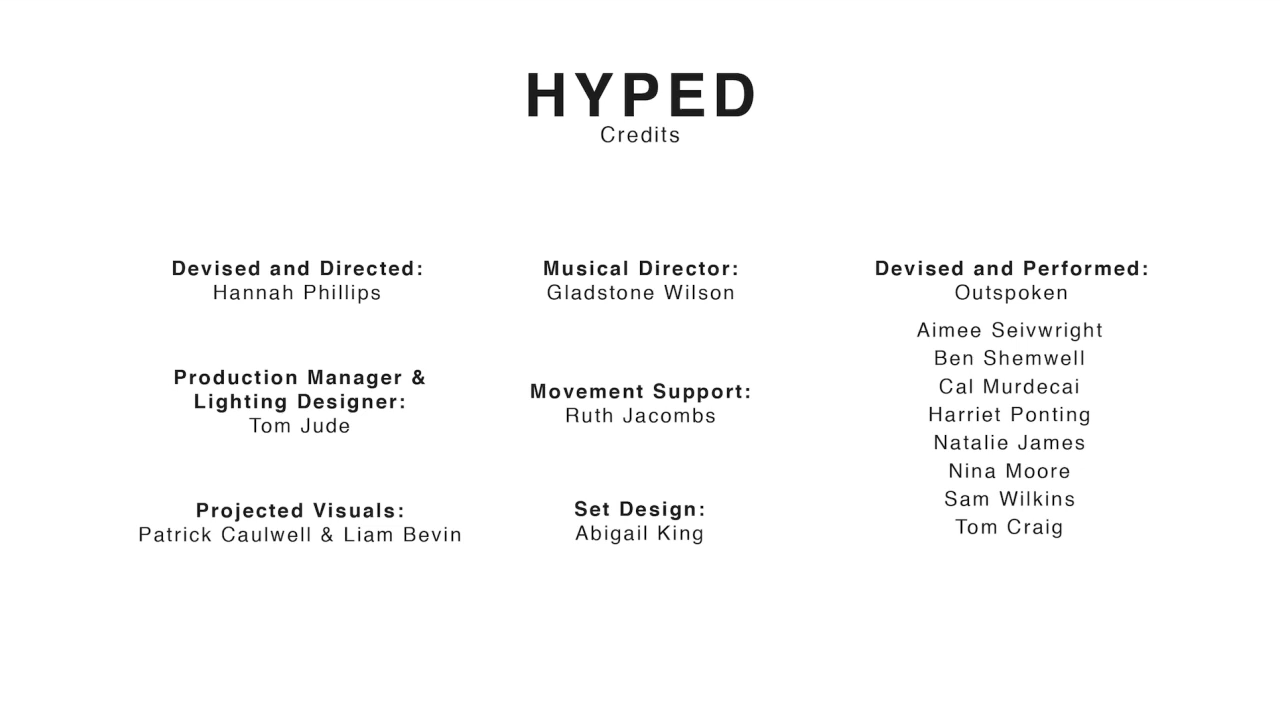 HYPED
Credits
Devised and Directed:
Hannah Phillips
Production Manager &
Lighting Designer:
Tom Jude
Projected Visuals:
Patrick Caulwell & Liam Bevin
Musical Director:
Gladstone Wilson
Movement Support:
Ruth Jacombs
Set Design:
Abigail King
Devised and Performed:
Outspoken
Aimee Seivwright
Ben Shemwell
Cal Murdecai
Harriet Ponting
Natalie James
Nina Moore
Sam Wilkins
Tom Craig